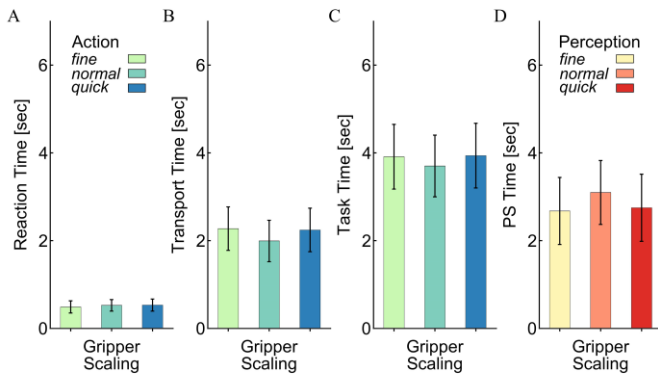 A
Action
fine
normal
quick
Reaction Time [sec]
0
2
4
6
Gripper
Scaling
B
Transport Time [sec]
0
2
4
6
Gripper
Scaling
C
Task Time [sec]
0
2
4
6
Gripper
Scaling
D
Perception
fine
normal
quick
PS Time [sec]
0
2
4
6
Gripper
Scaling